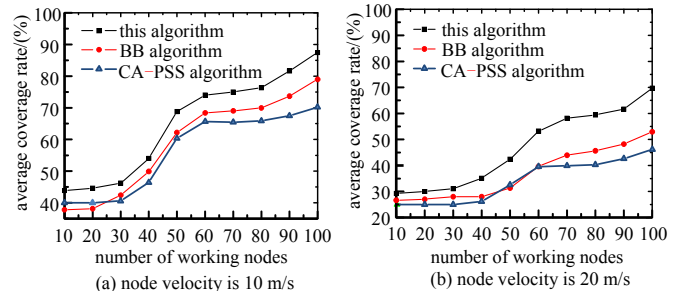 average coverage rate/(%)
100
90
80
70
60
50
40
this algorithm
BB algorithm
CA-PSS algorithm
10 20 30 40 50 60 70 80 90 100
number of working nodes
(a) node velocity is 10 m/s
average coverage rate/(%)
100
90
80
70
60
50
40
30
20
this algorithm
BB algorithm
CA-PSS algorithm
10 20 30 40 50 60 70 80 90 100
number of working nodes
(b) node velocity is 20 m/s